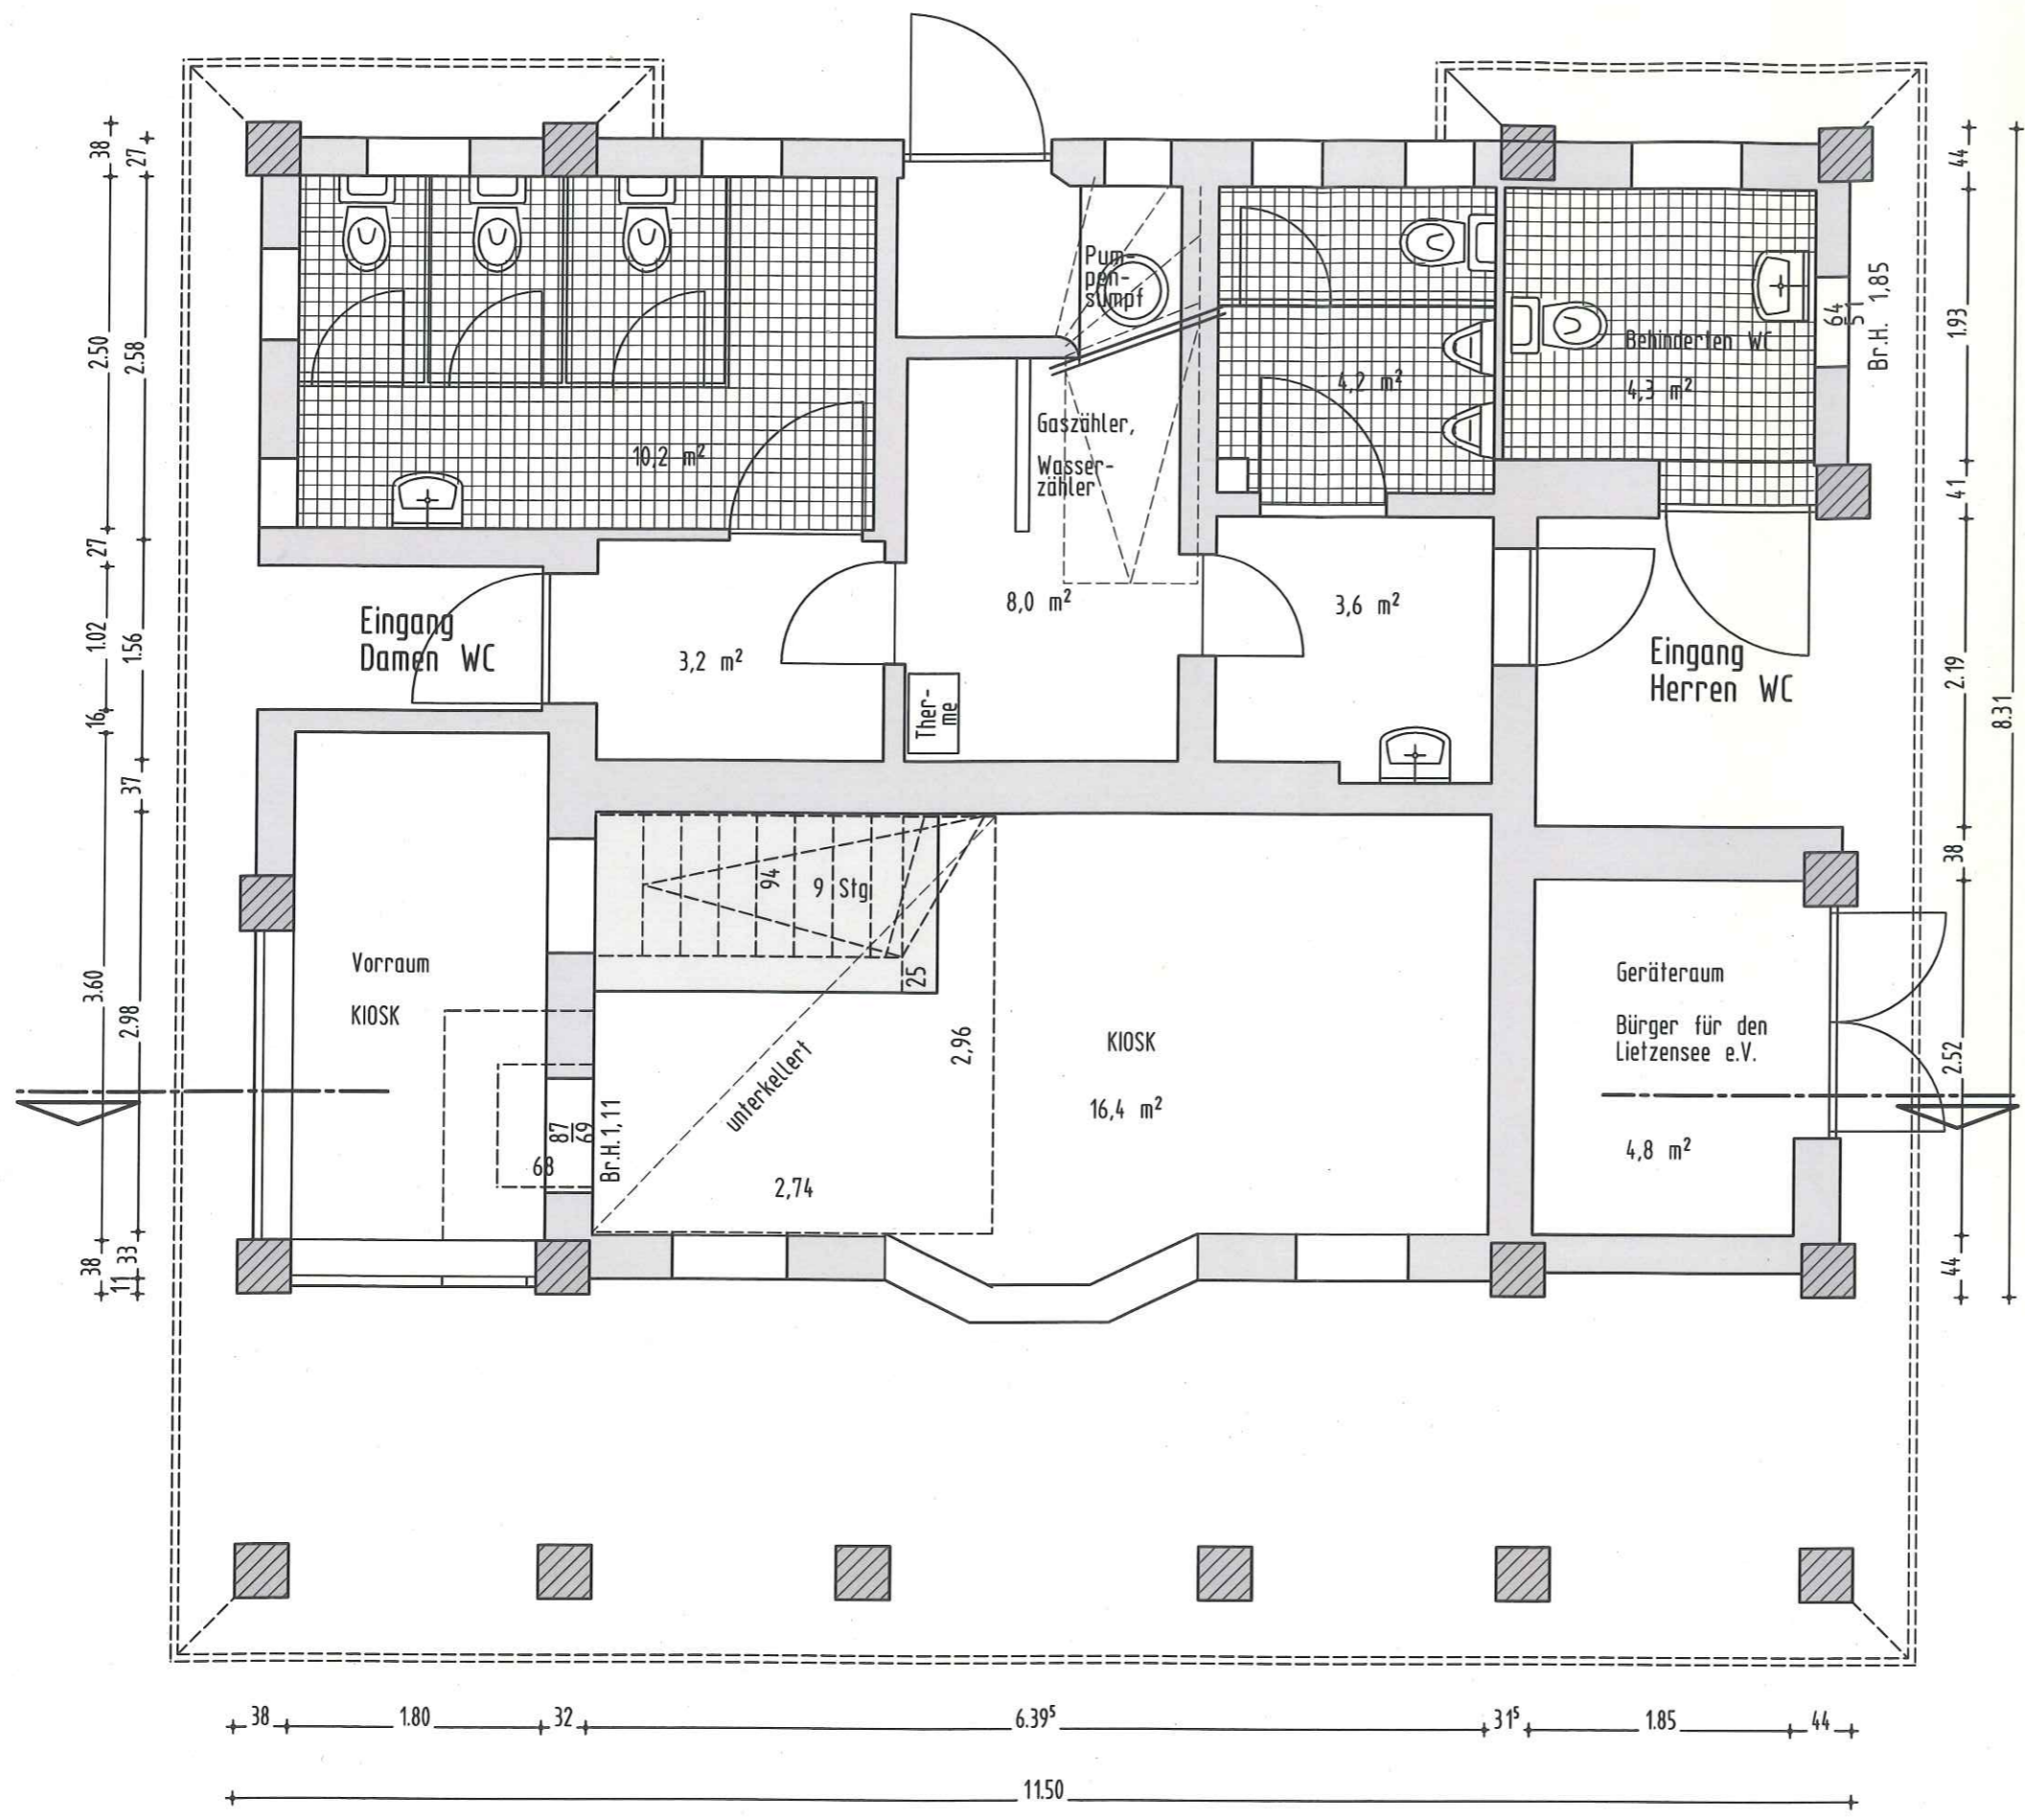 38
27
2.50
2.58
27
1.02
1.56
16
37
3.60
2.98
38
33
11
10,2 m²
Pum-
pen-
sumpf
Gaszähler,
Wasser-
zähler
4,2 m²
Behinderten WC
4,3 m²
64
51
Br.H. 1,85
44
1.93
41
2.19
8.31
38
2.52
44
Eingang
Damen WC
3,2 m²
8,0 m²
Ther-
me
3,6 m²
Eingang
Herren WC
94
9 Stg
25
Vorraum
KIOSK
unterkellert
2,96
KIOSK
16,4 m²
87
69
68
Br.H.1,11
2,74
Geräteraum
Bürger für den
Lietzensee e.V.
4,8 m²
38
1.80
32
6.39⁵
31⁵
1.85
44
11.50